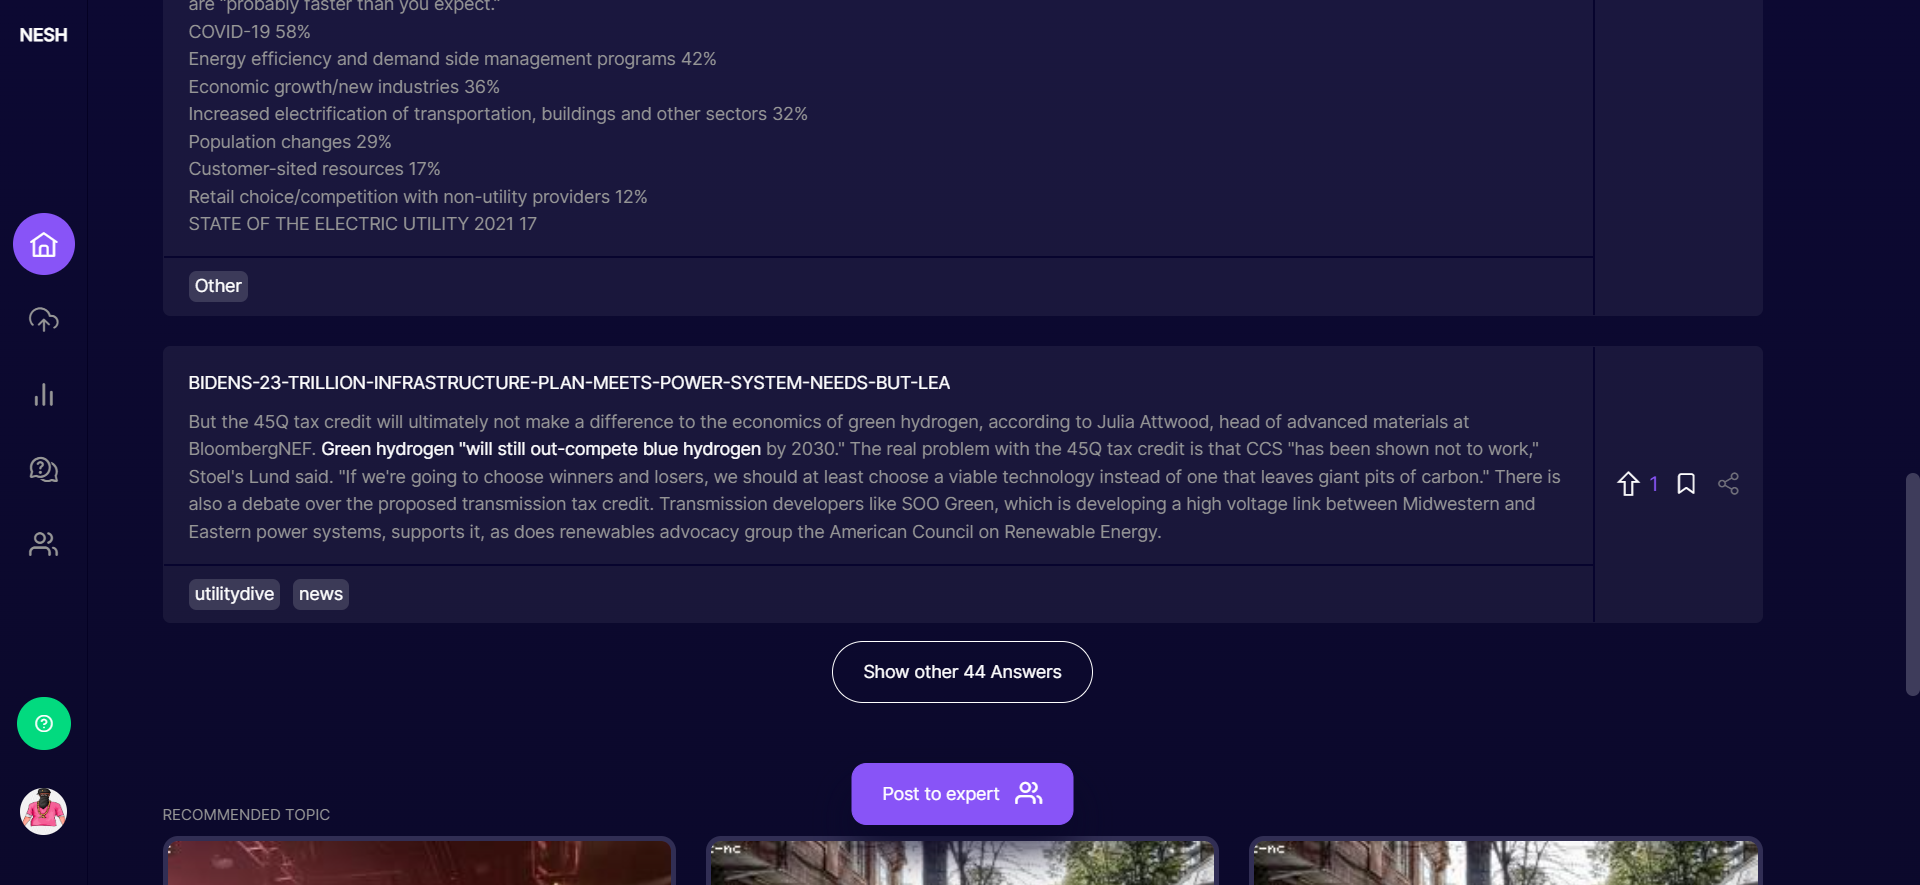 NESH
are "probably faster than you expect."
COVID-19 58%
Energy efficiency and demand side management programs 42%
Economic growth/new industries 36%
Increased electrification of transportation, buildings and other sectors 32%
Population changes 29%
Customer-sited resources 17%
Retail choice/competition with non-utility providers 12%
STATE OF THE ELECTRIC UTILITY 2021 17
Other
BIDENS-23-TRILLION-INFRASTRUCTURE-PLAN-MEETS-POWER-SYSTEM-NEEDS-BUT-LEA
But the 45Q tax credit will ultimately not make a difference to the economics of green hydrogen, according to Julia Attwood, head of advanced materials at
BloombergNEF. Green hydrogen "will still out-compete blue hydrogen by 2030." The real problem with the 45Q tax credit is that CCS "has been shown not to work,"
Stoel's Lund said. "If we're going to choose winners and losers, we should at least choose a viable technology instead of one that leaves giant pits of carbon." There is
also a debate over the proposed transmission tax credit. Transmission developers like SOO Green, which is developing a high voltage link between Midwestern and
Eastern power systems, supports it, as does renewables advocacy group the American Council on Renewable Energy.
1
utilitydive news
Show other 44 Answers
Post to expert
RECOMMENDED TOPIC